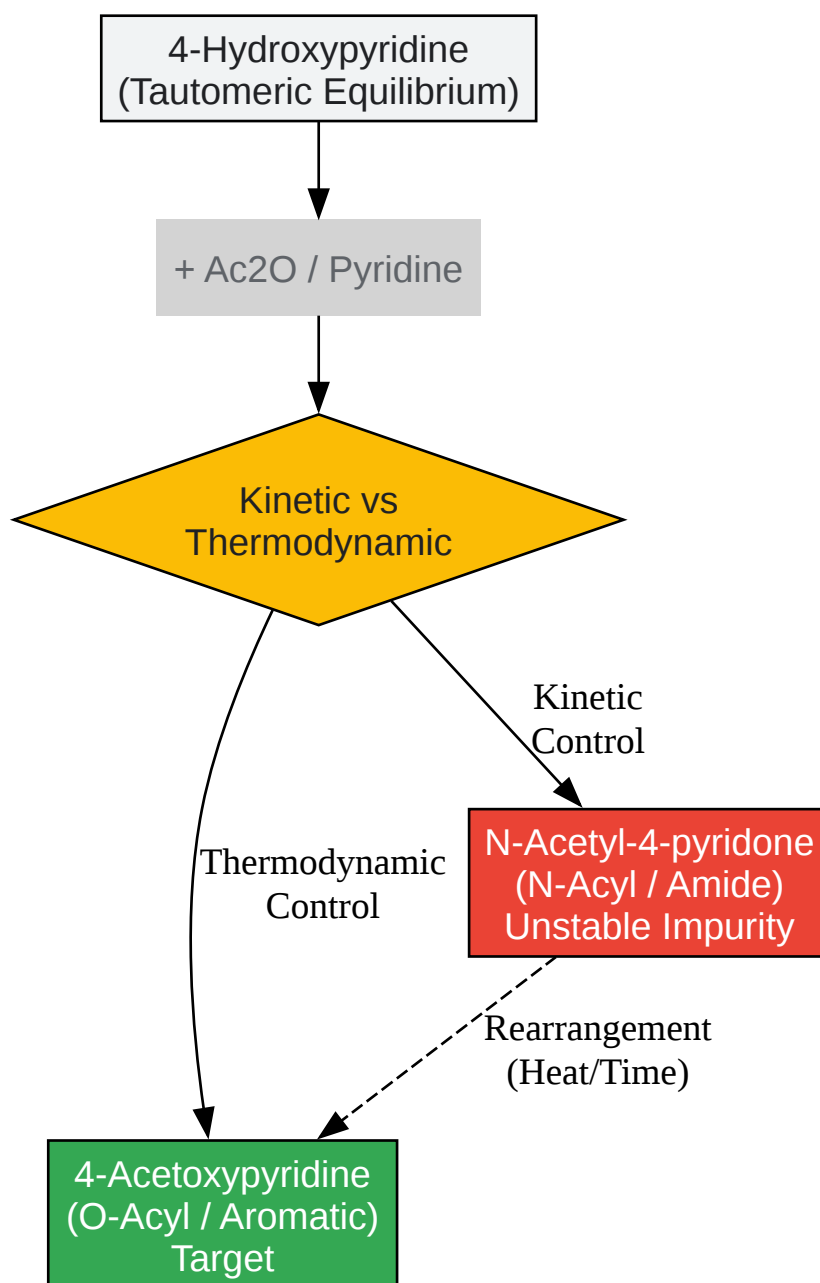 4-Hydroxypyridine
(Tautomeric Equilibrium)
+ Ac2O / Pyridine
Kinetic vs
Thermodynamic
Kinetic
Control
N-Acetyl-4-pyridone
(N-Acyl / Amide)
Unstable Impurity
Thermodynamic
Control
Rearrangement
(Heat/Time)
4-Acetoxypyridine
(O-Acyl / Aromatic)
Target